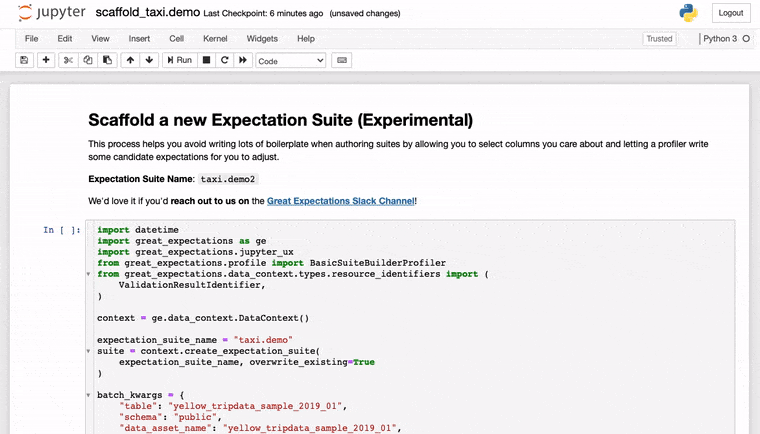 jupyter scaffold_taxi.demo Last Checkpoint: 6 minutes ago (unsaved changes) Logout
File Edit View Insert Cell Kernel Widgets Help Trusted Python 3
Run Code
Scaffold a new Expectation Suite (Experimental)
This process helps you avoid writing lots of boilerplate when authoring suites by allowing you to select columns you care about and letting a profiler write
some candidate expectations for you to adjust.
Expectation Suite Name: taxi.demo2
We'd love it if you'd reach out to us on the Great Expectations Slack Channel!
In [ ]: import datetime
import great_expectations as ge
import great_expectations.jupyter_ux
from great_expectations.profile import BasicSuiteBuilderProfiler
from great_expectations.data_context.types.resource_identifiers import (
    ValidationResultIdentifier,
)
context = ge.data_context.DataContext()
expectation_suite_name = "taxi.demo"
suite = context.create_expectation_suite(
    expectation_suite_name, overwrite_existing=True
)
batch_kwargs = {
    "table": "yellow_tripdata_sample_2019_01",
    "schema": "public",
    "data_asset_name": "yellow_tripdata_sample_2019_01",